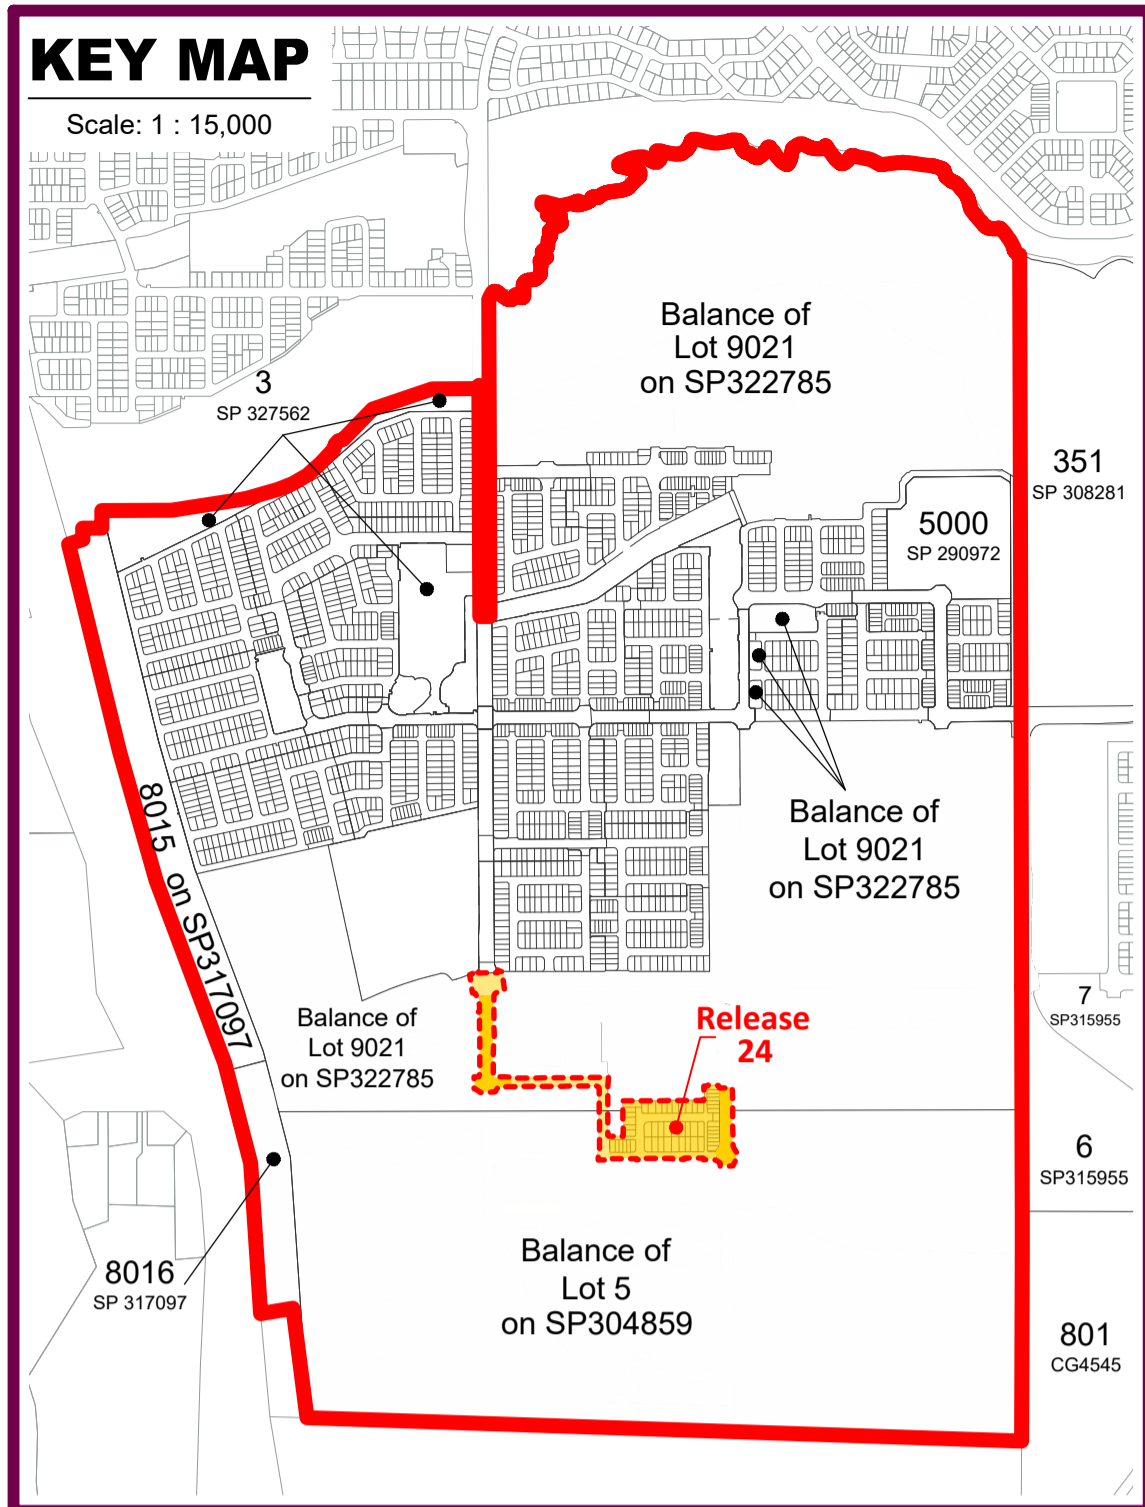 KEY MAP
Scale: 1 : 15,000
Balance of
Lot 9021
on SP322785
3
SP 327562
351
SP 308281
5000
SP 290972
8015 on SP317097
Balance of
Lot 9021
on SP322785
7
SP315955
Balance of
Lot 9021
on SP322785
Release
24
6
SP315955
8016
SP 317097
Balance of
Lot 5
on SP304859
801
CG4545